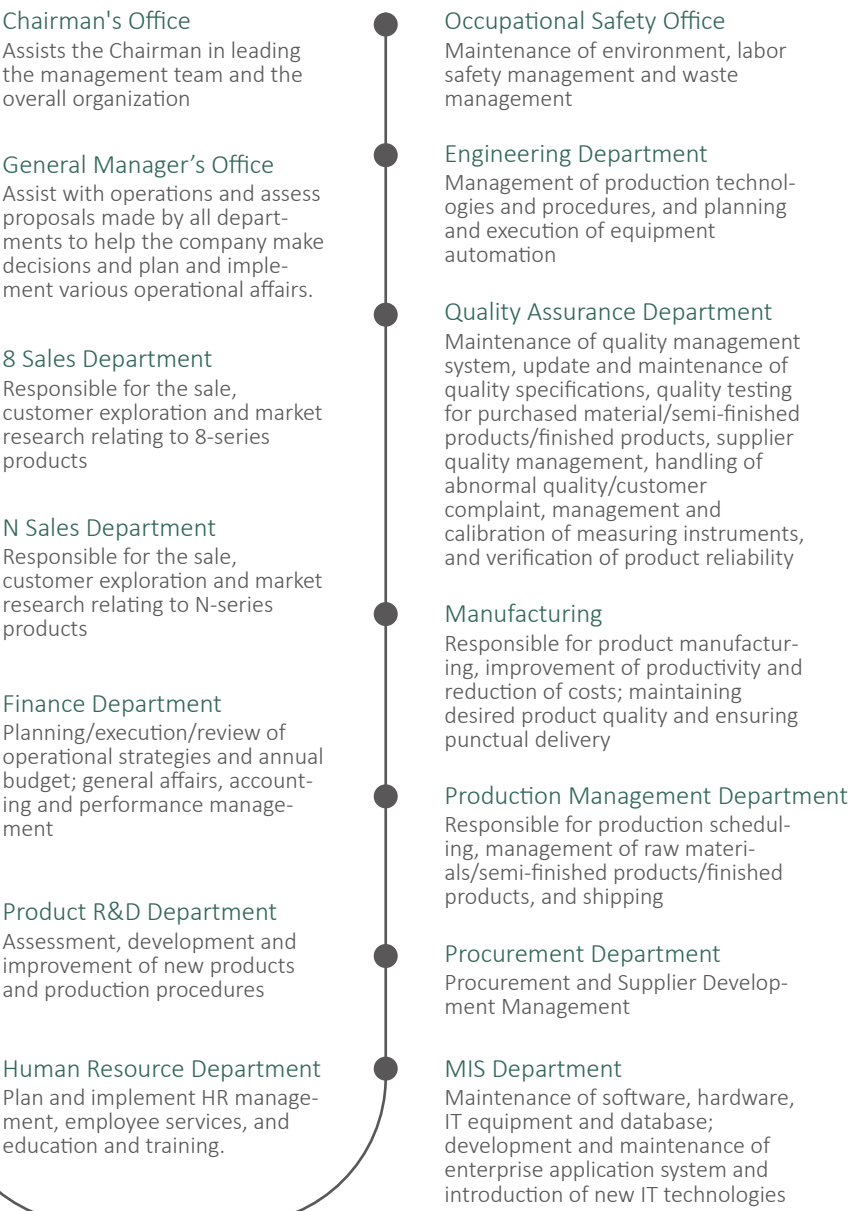 Chairman's Office
Assists the Chairman in leading
the management team and the
overall organization
General Manager’s Office
Assist with operations and assess
proposals made by all depart-
ments to help the company make
decisions and plan and imple-
ment various operational affairs.
8 Sales Department
Responsible for the sale,
customer exploration and market
research relating to 8-series
products
N Sales Department
Responsible for the sale,
customer exploration and market
research relating to N-series
products
Finance Department
Planning/execution/review of
operational strategies and annual
budget; general affairs, account-
ing and performance manage-
ment
Product R&D Department
Assessment, development and
improvement of new products
and production procedures
Human Resource Department
Plan and implement HR manage-
ment, employee services, and
education and training.
Occupational Safety Office
Maintenance of environment, labor
safety management and waste
management
Engineering Department
Management of production technol-
ogies and procedures, and planning
and execution of equipment
automation
Quality Assurance Department
Maintenance of quality management
system, update and maintenance of
quality specifications, quality testing
for purchased material/semi-finished
products/finished products, supplier
quality management, handling of
abnormal quality/customer
complaint, management and
calibration of measuring instruments,
and verification of product reliability
Manufacturing
Responsible for product manufactur-
ing, improvement of productivity and
reduction of costs; maintaining
desired product quality and ensuring
punctual delivery
Production Management Department
Responsible for production schedul-
ing, management of raw materi-
als/semi-finished products/finished
products, and shipping
Procurement Department
Procurement and Supplier Develop-
ment Management
MIS Department
Maintenance of software, hardware,
IT equipment and database;
development and maintenance of
enterprise application system and
introduction of new IT technologies